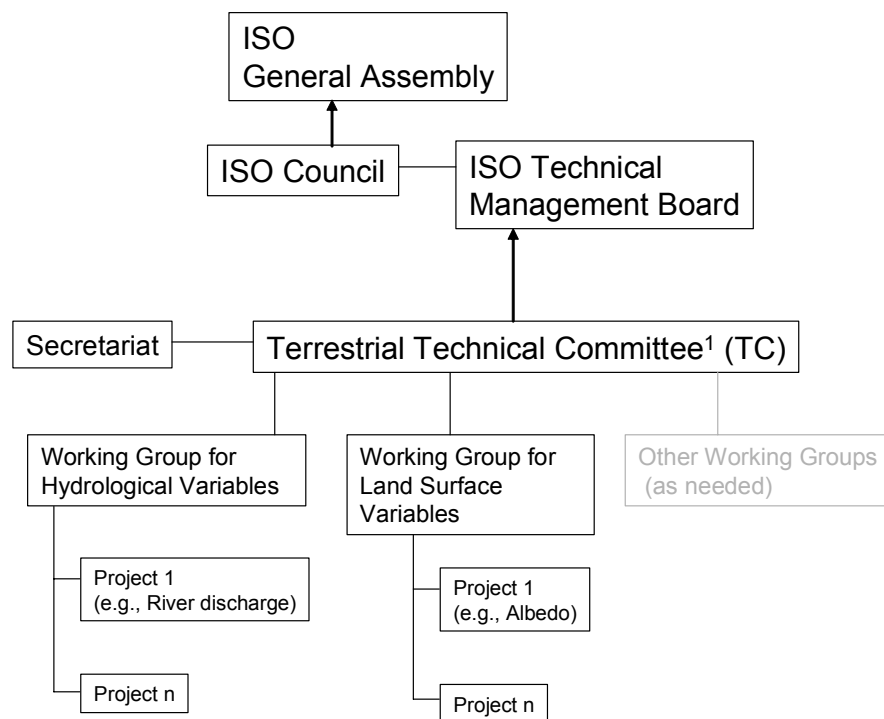 ISO
General Assembly
ISO Council
ISO Technical
Management Board
Secretariat
Terrestrial Technical Committee¹ (TC)
Working Group for
Hydrological Variables
Working Group for
Land Surface
Variables
Other Working Groups
(as needed)
Project 1
(e.g., River discharge)
Project 1
(e.g., Albedo)
Project n
Project n